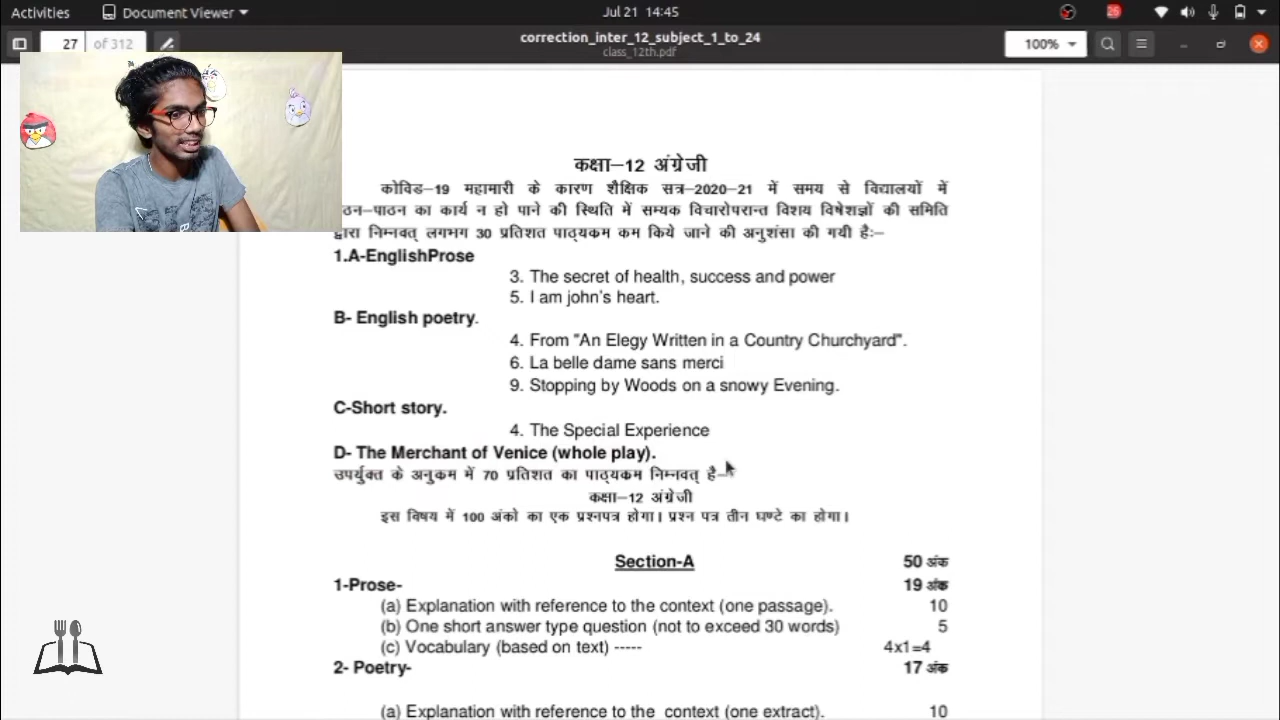 Activities Document Viewer Jul 21 14:45 26
27 of 312 correction_inter_12_subject_1_to_24 100%
class_12th.pdf
कक्षा–12 अंग्रेजी
कोविड–19 महामारी के कारण शैक्षिक सत्र–2020–21 में समय से विद्यालयों में
ठन–पाठन का कार्य न हो पाने की स्थिति में सम्यक विचारोपरान्त विशय विषेशज्ञों की समिति
द्वारा निम्नवत् लगभग 30 प्रतिशत पाठ्यकम कम किये जाने की अनुशंसा की गयी हैः–
1.A-EnglishProse
3. The secret of health, success and power
5. I am john's heart.
B- English poetry.
4. From "An Elegy Written in a Country Churchyard".
6. La belle dame sans merci
9. Stopping by Woods on a snowy Evening.
C-Short story.
4. The Special Experience
D- The Merchant of Venice (whole play).
उपर्युक्त के अनुकम में 70 प्रतिशत का पाठ्यकम निम्नवत् है–
कक्षा–12 अंग्रेजी
इस विषय में 100 अंको का एक प्रश्नपत्र होगा। प्रश्न पत्र तीन घण्टे का होगा।
Section-A 50 अंक
1-Prose- 19 अंक
(a) Explanation with reference to the context (one passage). 10
(b) One short answer type question (not to exceed 30 words) 5
(c) Vocabulary (based on text) ----- 4x1=4
2- Poetry- 17 अंक
(a) Explanation with reference to the context (one extract). 10